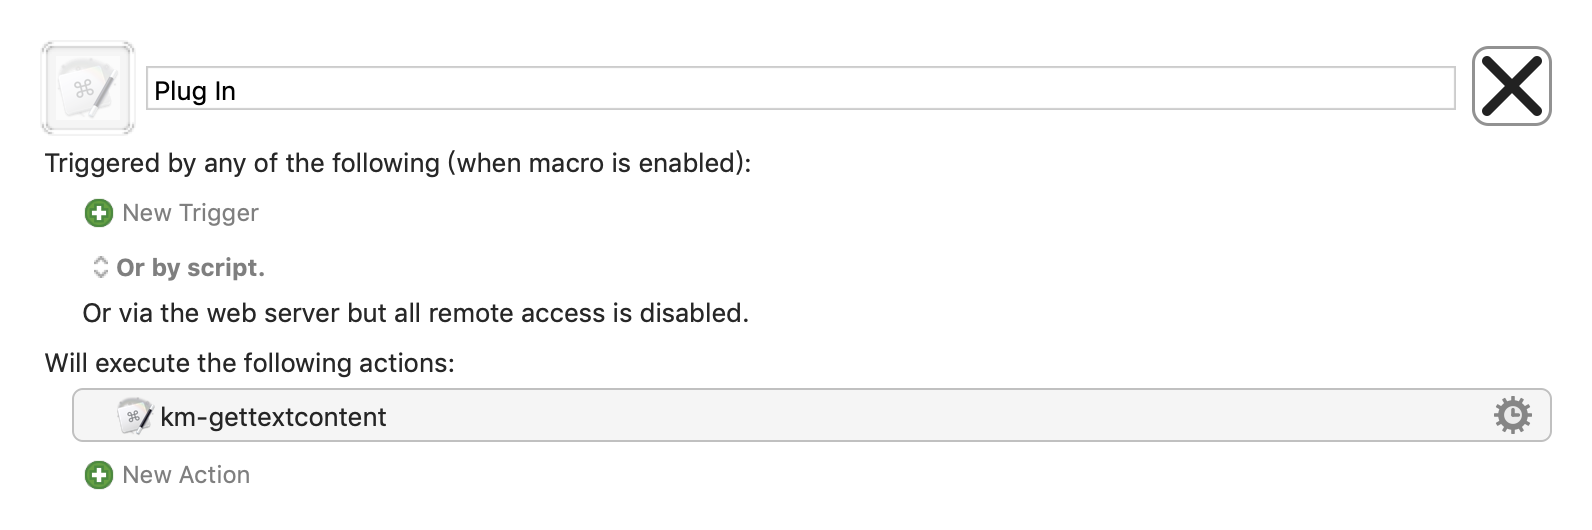 Plug In
Triggered by any of the following (when macro is enabled):
New Trigger
Or by script.
Or via the web server but all remote access is disabled.
Will execute the following actions:
km-gettextcontent
New Action